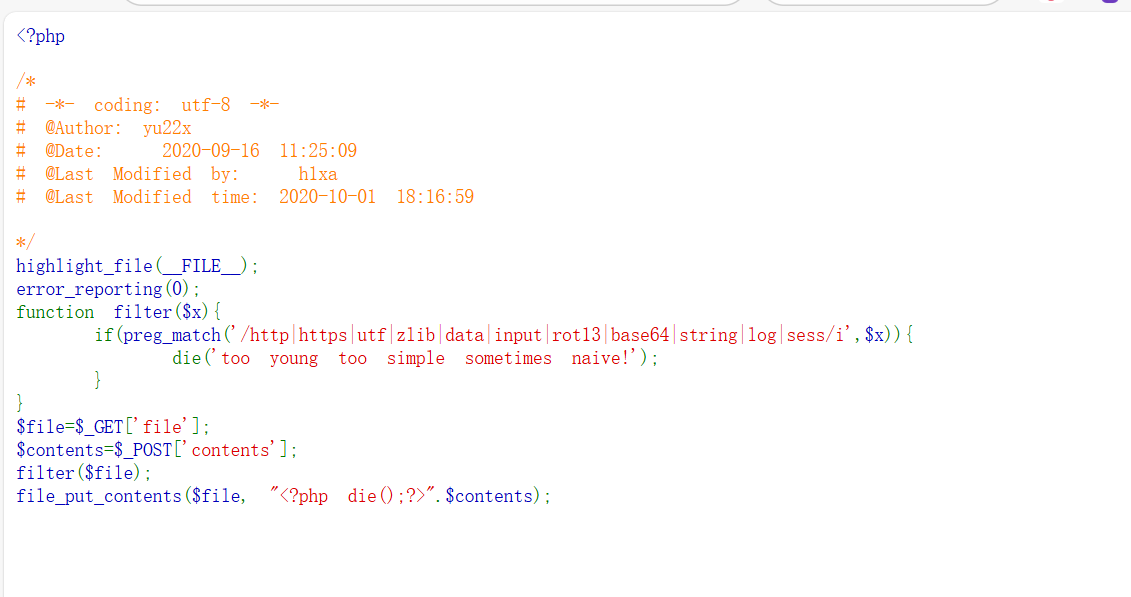 <?php
/*
# -*- coding: utf-8 -*-
# @Author: yu22x
# @Date: 2020-09-16 11:25:09
# @Last Modified by: hlxa
# @Last Modified time: 2020-10-01 18:16:59
*/
highlight_file(__FILE__);
error_reporting(0);
function filter($x){
if(preg_match('/http|https|utf|zlib|data|input|rot13|base64|string|log|sess/i',$x)){
die('too young too simple sometimes naive!');
}
}
$file=$_GET['file'];
$contents=$_POST['contents'];
filter($file);
file_put_contents($file, "<?php die();?>".$contents);